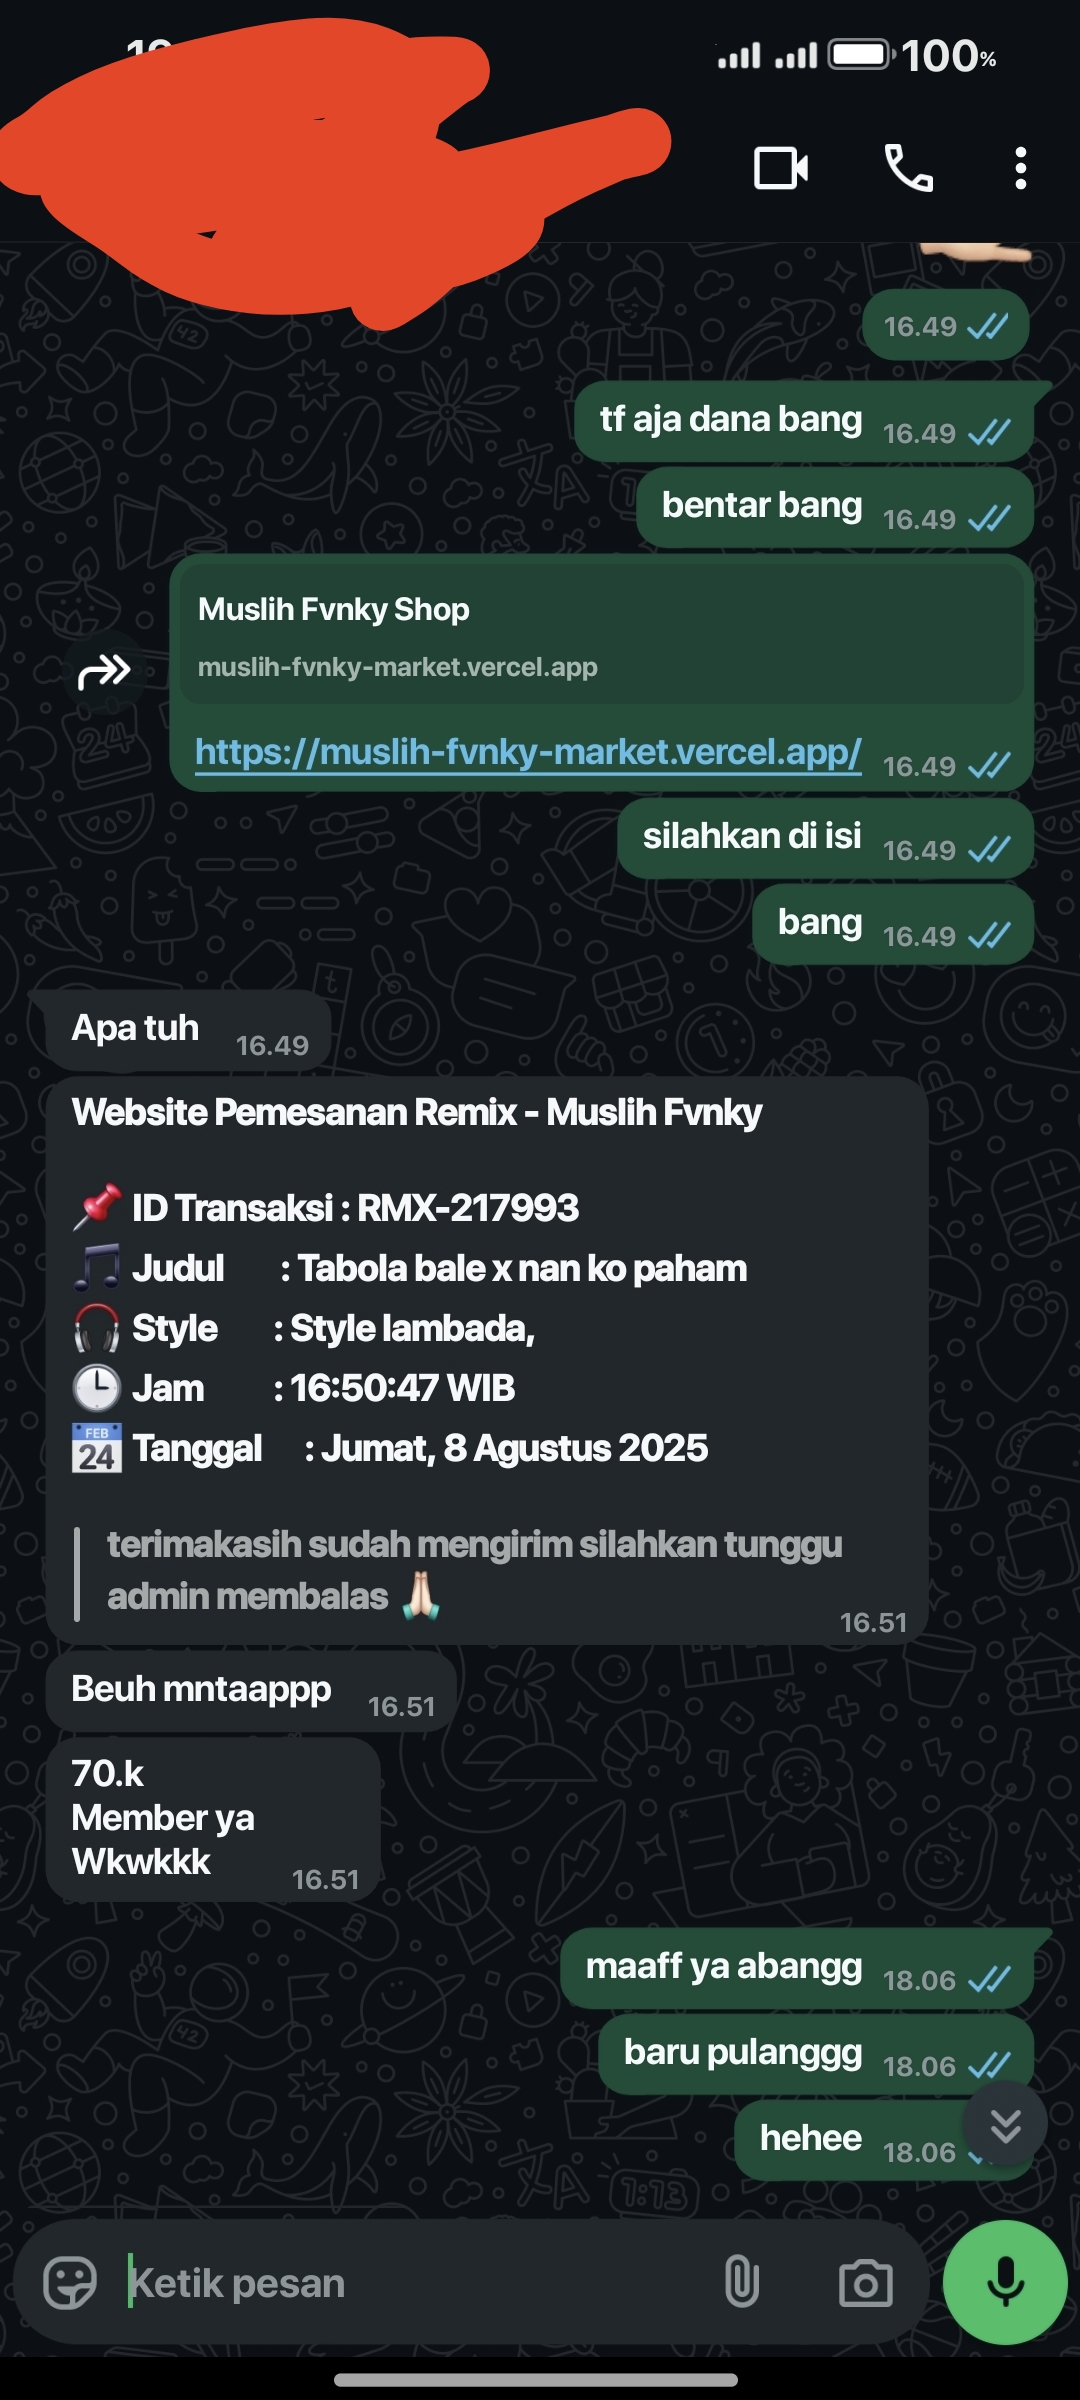 100%
16.49
tf aja dana bang 16.49
bentar bang 16.49
Muslih Fvnky Shop
muslih-fvnky-market.vercel.app
https://muslih-fvnky-market.vercel.app/ 16.49
silahkan di isi 16.49
bang 16.49
Apa tuh 16.49
Website Pemesanan Remix - Muslih Fvnky
📌 ID Transaksi : RMX-217993
🎵 Judul : Tabola bale x nan ko paham
🎧 Style : Style lambada,
🕒 Jam : 16:50:47 WIB
📅 Tanggal : Jumat, 8 Agustus 2025
terimakasih sudah mengirim silahkan tunggu
admin membalas 🙏🏻
16.51
Beuh mntaappp 16.51
70.k
Member ya
Wkwkkk 16.51
maaff ya abangg 18.06
baru pulanggg 18.06
hehee 18.06
Ketik pesan